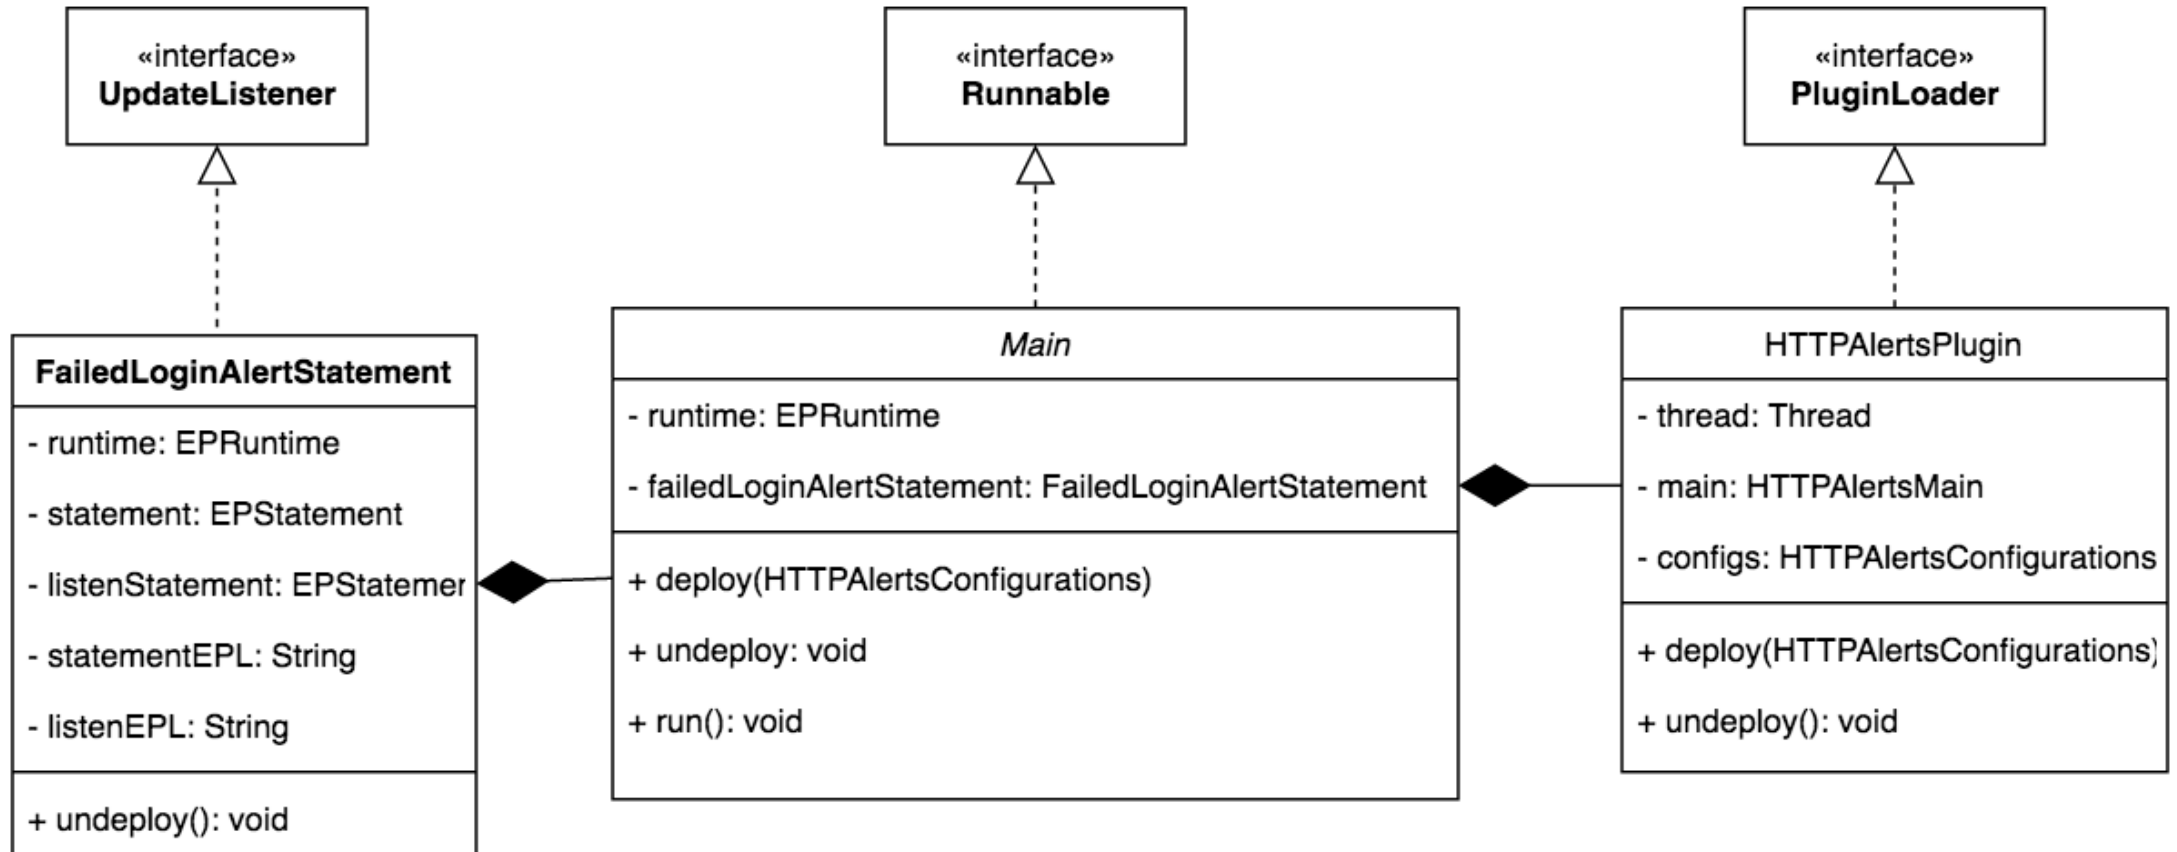 «interface»
UpdateListener
«interface»
Runnable
«interface»
PluginLoader
FailedLoginAlertStatement
- runtime: EPRuntime
- statement: EPStatement
- listenStatement: EPStatemer
- statementEPL: String
- listenEPL: String
+ undeploy(): void
Main
- runtime: EPRuntime
- failedLoginAlertStatement: FailedLoginAlertStatement
+ deploy(HTTPAlertsConfigurations)
+ undeploy: void
+ run(): void
HTTPAlertsPlugin
- thread: Thread
- main: HTTPAlertsMain
- configs: HTTPAlertsConfigurations
+ deploy(HTTPAlertsConfigurations)
+ undeploy(): void